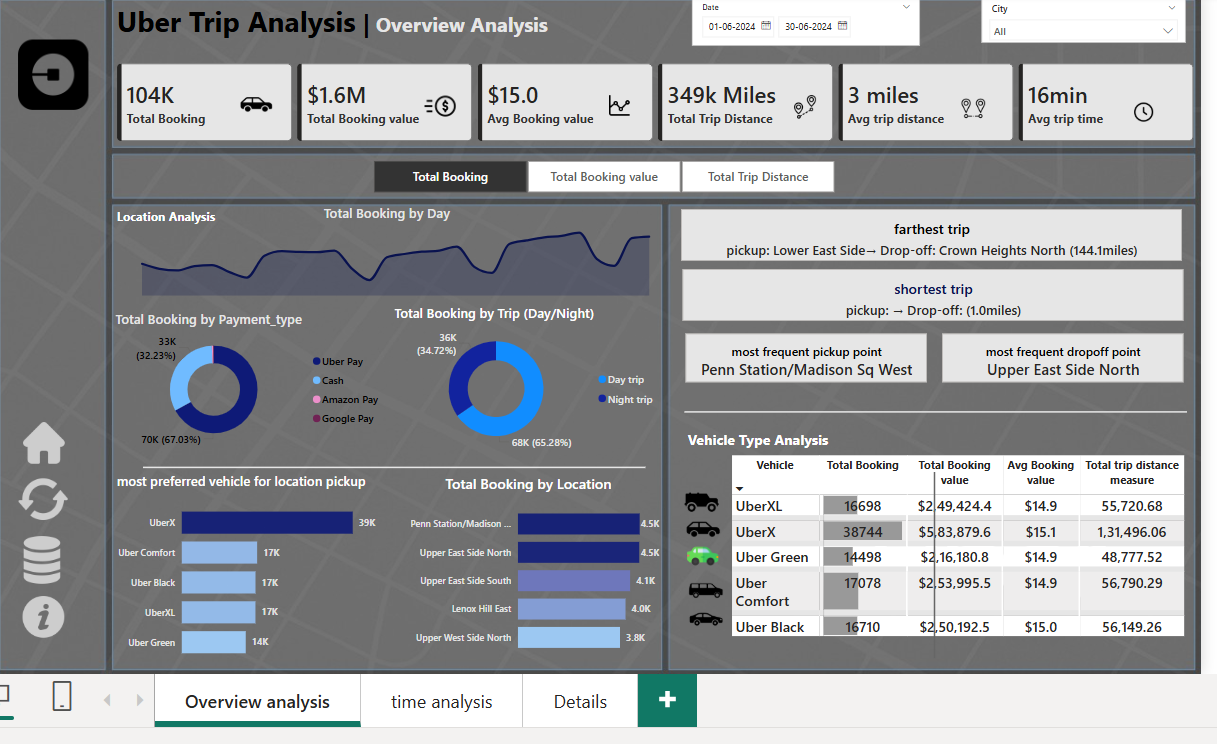 Uber Trip Analysis | Overview Analysis
Date
01-06-2024 30-06-2024
City
All
104K
Total Booking
$1.6M
Total Booking value
$15.0
Avg Booking value
349k Miles
Total Trip Distance
3 miles
Avg trip distance
16min
Avg trip time
Total Booking
Total Booking value
Total Trip Distance
Location Analysis
Total Booking by Day
Total Booking by Payment_type
33K
(32.23%)
70K (67.03%)
Uber Pay
Cash
Amazon Pay
Google Pay
Total Booking by Trip (Day/Night)
36K
(34.72%)
68K (65.28%)
Day trip
Night trip
most preferred vehicle for location pickup
UberX 39K
Uber Comfort 17K
Uber Black 17K
UberXL 17K
Uber Green 14K
Total Booking by Location
Penn Station/Madison ... 4.5K
Upper East Side North 4.5K
Upper East Side South 4.1K
Lenox Hill East 4.0K
Upper West Side North 3.8K
farthest trip
pickup: Lower East Side→ Drop-off: Crown Heights North (144.1miles)
shortest trip
pickup: → Drop-off: (1.0miles)
most frequent pickup point
Penn Station/Madison Sq West
most frequent dropoff point
Upper East Side North
Vehicle Type Analysis
Vehicle Total Booking Total Booking value Avg Booking value Total trip distance measure
UberXL 16698 $2,49,424.4 $14.9 55,720.68
UberX 38744 $5,83,879.6 $15.1 1,31,496.06
Uber Green 14498 $2,16,180.8 $14.9 48,777.52
Uber Comfort 17078 $2,53,995.5 $14.9 56,790.29
Uber Black 16710 $2,50,192.5 $15.0 56,149.26
Overview analysis
time analysis
Details
+